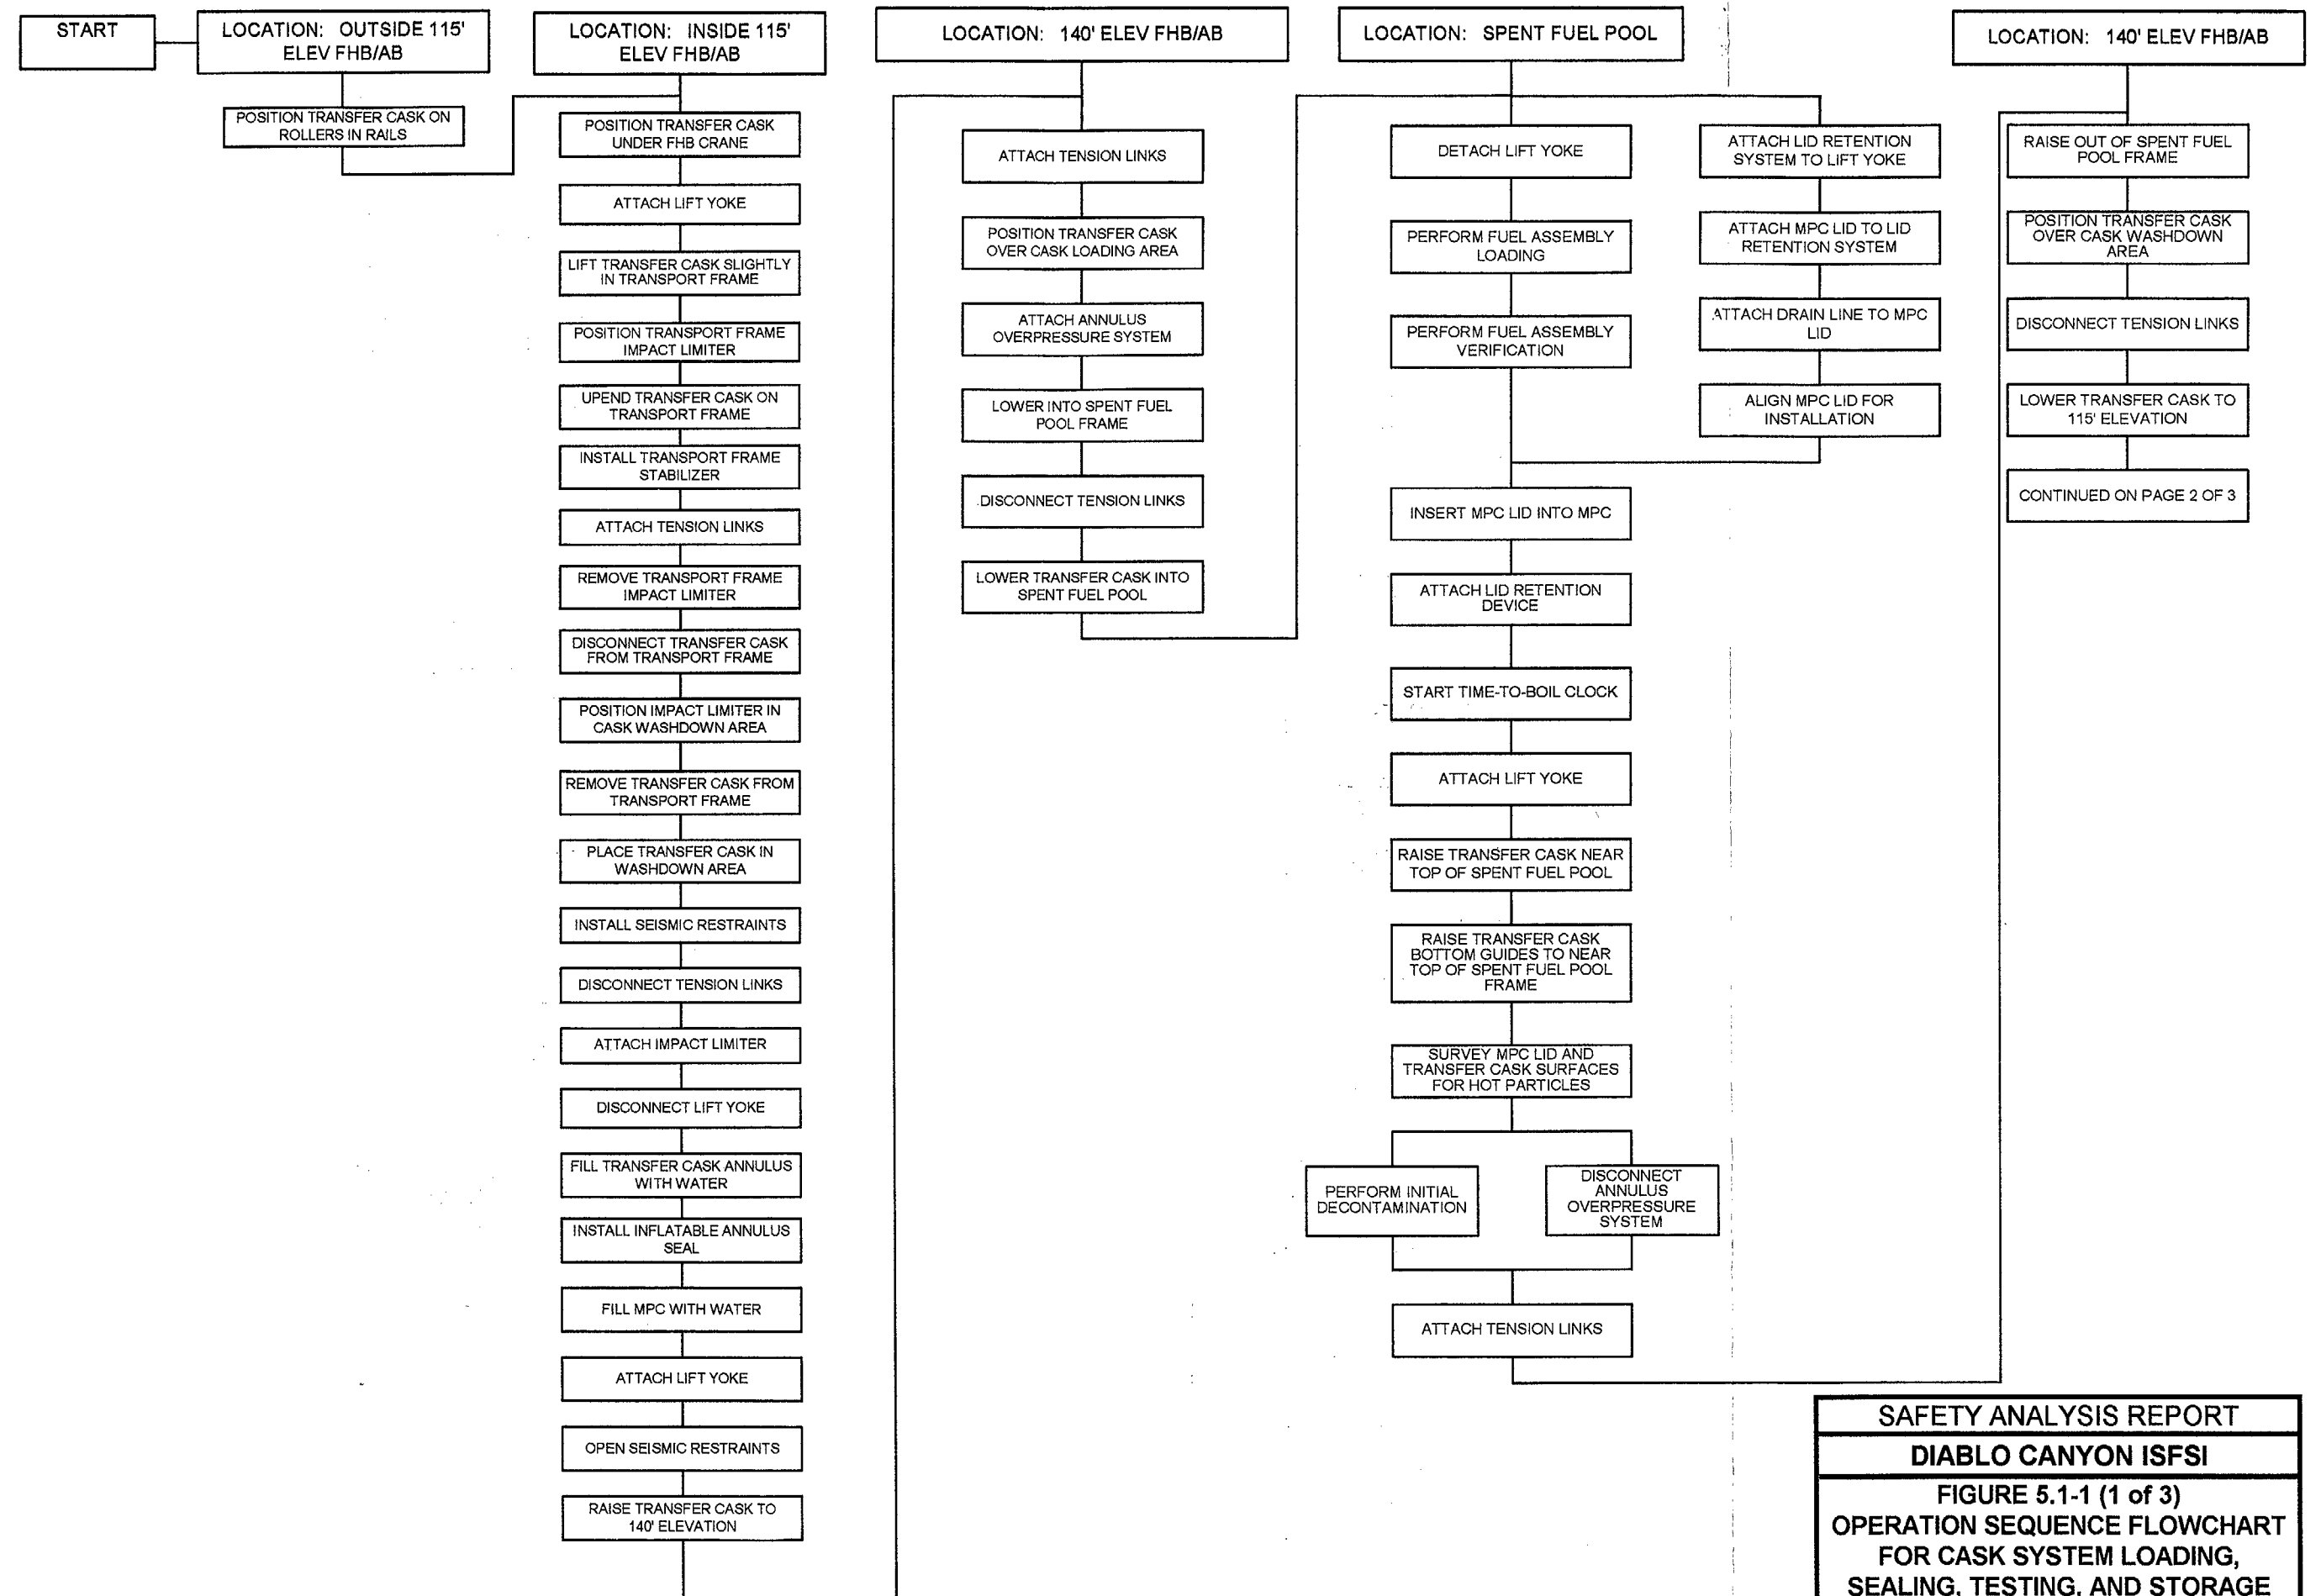 START
LOCATION: OUTSIDE 115'
ELEV FHB/AB
POSITION TRANSFER CASK ON
ROLLERS IN RAILS
LOCATION: INSIDE 115'
ELEV FHB/AB
POSITION TRANSFER CASK
UNDER FHB CRANE
ATTACH LIFT YOKE
LIFT TRANSFER CASK SLIGHTLY
IN TRANSPORT FRAME
POSITION TRANSPORT FRAME
IMPACT LIMITER
UPEND TRANSFER CASK ON
TRANSPORT FRAME
INSTALL TRANSPORT FRAME
STABILIZER
ATTACH TENSION LINKS
REMOVE TRANSPORT FRAME
IMPACT LIMITER
DISCONNECT TRANSFER CASK
FROM TRANSPORT FRAME
POSITION IMPACT LIMITER IN
CASK WASHDOWN AREA
REMOVE TRANSFER CASK FROM
TRANSPORT FRAME
PLACE TRANSFER CASK IN
WASHDOWN AREA
INSTALL SEISMIC RESTRAINTS
DISCONNECT TENSION LINKS
ATTACH IMPACT LIMITER
DISCONNECT LIFT YOKE
FILL TRANSFER CASK ANNULUS
WITH WATER
INSTALL INFLATABLE ANNULUS
SEAL
FILL MPC WITH WATER
ATTACH LIFT YOKE
OPEN SEISMIC RESTRAINTS
RAISE TRANSFER CASK TO
140' ELEVATION
LOCATION: 140' ELEV FHB/AB
ATTACH TENSION LINKS
POSITION TRANSFER CASK
OVER CASK LOADING AREA
ATTACH ANNULUS
OVERPRESSURE SYSTEM
LOWER INTO SPENT FUEL
POOL FRAME
DISCONNECT TENSION LINKS
LOWER TRANSFER CASK INTO
SPENT FUEL POOL
LOCATION: SPENT FUEL POOL
DETACH LIFT YOKE
PERFORM FUEL ASSEMBLY
LOADING
PERFORM FUEL ASSEMBLY
VERIFICATION
ATTACH LID RETENTION
SYSTEM TO LIFT YOKE
ATTACH MPC LID TO LID
RETENTION SYSTEM
ATTACH DRAIN LINE TO MPC
LID
ALIGN MPC LID FOR
INSTALLATION
INSERT MPC LID INTO MPC
ATTACH LID RETENTION
DEVICE
START TIME-TO-BOIL CLOCK
ATTACH LIFT YOKE
RAISE TRANSFER CASK NEAR
TOP OF SPENT FUEL POOL
RAISE TRANSFER CASK
BOTTOM GUIDES TO NEAR
TOP OF SPENT FUEL POOL
FRAME
SURVEY MPC LID AND
TRANSFER CASK SURFACES
FOR HOT PARTICLES
PERFORM INITIAL
DECONTAMINATION
DISCONNECT
ANNULUS
OVERPRESSURE
SYSTEM
ATTACH TENSION LINKS
LOCATION: 140' ELEV FHB/AB
RAISE OUT OF SPENT FUEL
POOL FRAME
POSITION TRANSFER CASK
OVER CASK WASHDOWN
AREA
DISCONNECT TENSION LINKS
LOWER TRANSFER CASK TO
115' ELEVATION
CONTINUED ON PAGE 2 OF 3
SAFETY ANALYSIS REPORT
DIABLO CANYON ISFSI
FIGURE 5.1-1 (1 of 3)
OPERATION SEQUENCE FLOWCHART
FOR CASK SYSTEM LOADING,
SEALING, TESTING, AND STORAGE